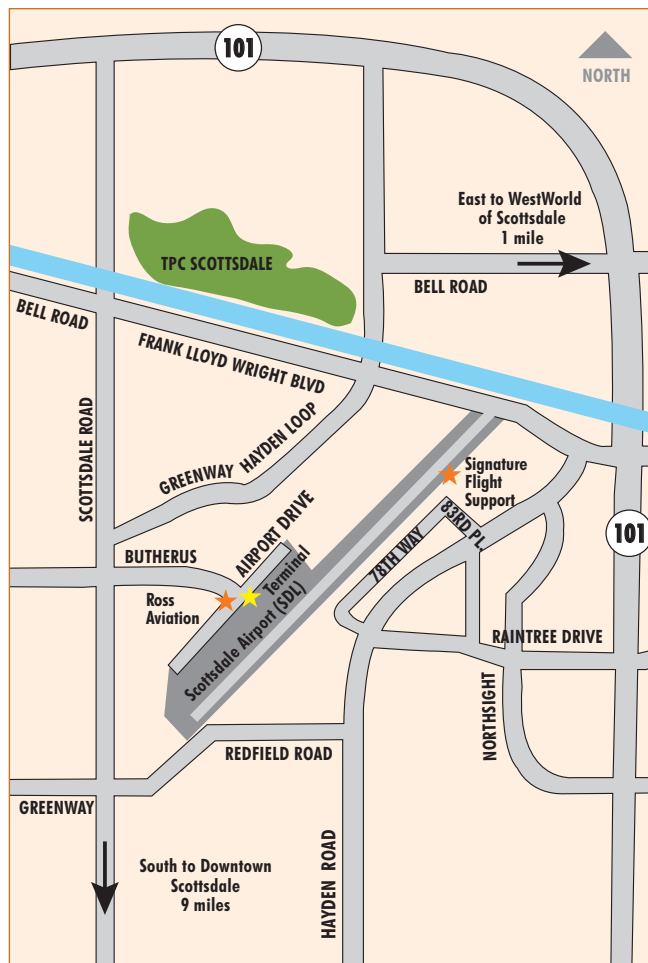 101
NORTH
East to WestWorld
of Scottsdale
1 mile
TPC SCOTTSDALE
BELL ROAD
BELL ROAD
FRANK LLOYD WRIGHT BLVD
SCOTTSDALE ROAD
GREENWAY HAYDEN LOOP
Signature
Flight
Support
83RD PL.
78TH WAY
101
AIRPORT DRIVE
BUTHERUS
Terminal
Ross
Aviation
Scottsdale Airport (SDL)
RAINTREE DRIVE
NORTHSIGHT
REDFIELD ROAD
GREENWAY
HAYDEN ROAD
South to Downtown
Scottsdale
9 miles